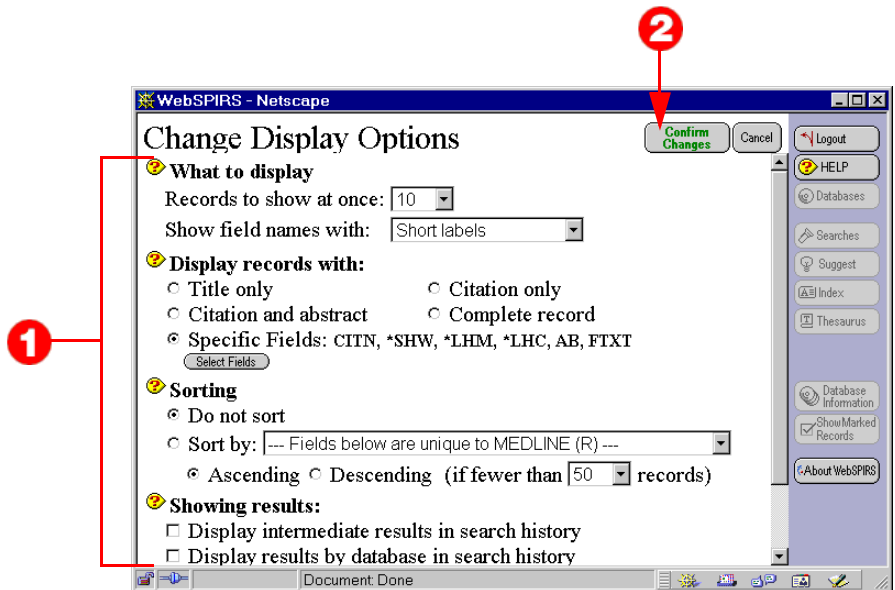 2
WebSPIRS - Netscape
Change Display Options
Confirm Changes
Cancel
Logout
? What to display
? HELP
Records to show at once: 10
Databases
Show field names with: Short labels
Searches
? Display records with:
Suggest
Title only Citation only
Index
Citation and abstract Complete record
Thesaurus
1
Specific Fields: CITN, *SHW, *LHM, *LHC, AB, FTXT
Select Fields
? Sorting
Database Information
Do not sort
Show Marked Records
Sort by: --- Fields below are unique to MEDLINE (R) ---
Ascending Descending (if fewer than 50 records)
About WebSPIRS
? Showing results:
Display intermediate results in search history
Display results by database in search history
Document: Done